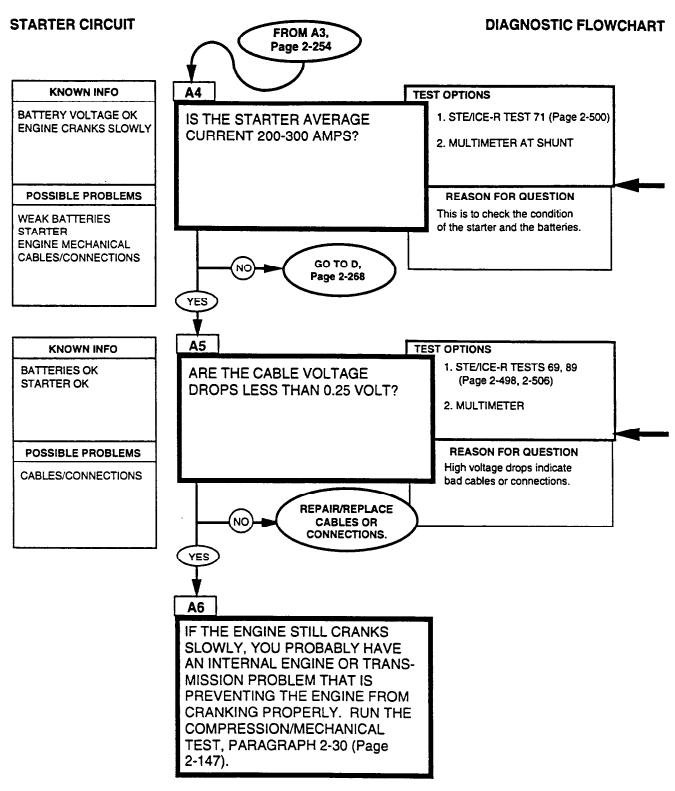 STARTER CIRCUIT
DIAGNOSTIC FLOWCHART
FROM A3,
Page 2-254
KNOWN INFO
BATTERY VOLTAGE OK
ENGINE CRANKS SLOWLY
POSSIBLE PROBLEMS
WEAK BATTERIES
STARTER
ENGINE MECHANICAL
CABLES/CONNECTIONS
A4
IS THE STARTER AVERAGE
CURRENT 200-300 AMPS?
TEST OPTIONS
1. STE/ICE-R TEST 71 (Page 2-500)
2. MULTIMETER AT SHUNT
REASON FOR QUESTION
This is to check the condition
of the starter and the batteries.
NO
GO TO D,
Page 2-268
YES
KNOWN INFO
BATTERIES OK
STARTER OK
POSSIBLE PROBLEMS
CABLES/CONNECTIONS
A5
ARE THE CABLE VOLTAGE
DROPS LESS THAN 0.25 VOLT?
TEST OPTIONS
1. STE/ICE-R TESTS 69, 89
(Page 2-498, 2-506)
2. MULTIMETER
REASON FOR QUESTION
High voltage drops indicate
bad cables or connections.
NO
REPAIR/REPLACE
CABLES OR
CONNECTIONS.
YES
A6
IF THE ENGINE STILL CRANKS
SLOWLY, YOU PROBABLY HAVE
AN INTERNAL ENGINE OR TRANS-
MISSION PROBLEM THAT IS
PREVENTING THE ENGINE FROM
CRANKING PROPERLY. RUN THE
COMPRESSION/MECHANICAL
TEST, PARAGRAPH 2-30 (Page
2-147).